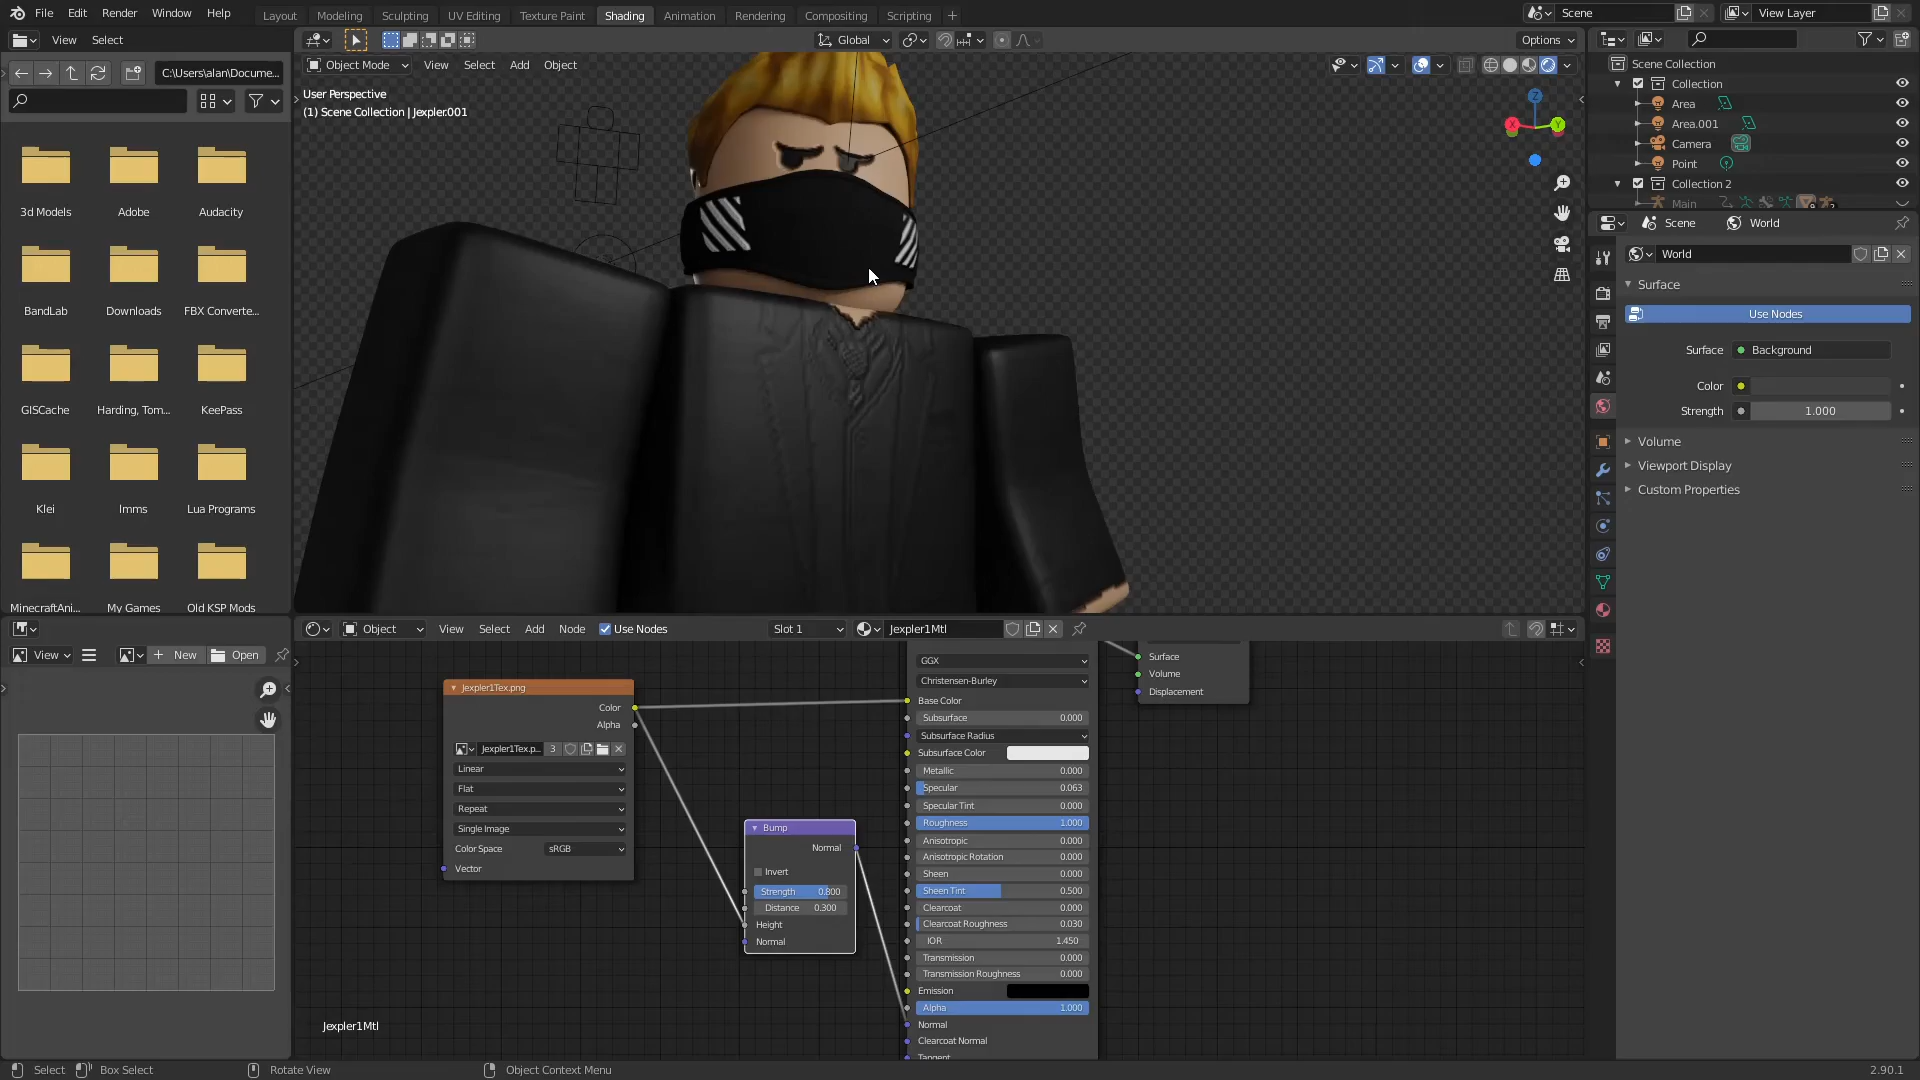 File Edit Render Window Help
Layout Modeling Sculpting UV Editing Texture Paint Shading Animation Rendering Compositing Scripting +
Scene
View Layer
View Select
C:\Users\alan\Docume...
3d Models Adobe Audacity
BandLab Downloads FBX Converte...
GISCache Harding, Tom... KeePass
Klei Imms Lua Programs
MinecraftAni... My Games Old KSP Mods
Global
Options
Object Mode View Select Add Object
User Perspective
(1) Scene Collection | Jexpler.001
Z
X
Y
Scene Collection
Collection
Area
Area.001
Camera
Point
Collection 2
Main
Scene World
World
Surface
Use Nodes
Surface Background
Color
Strength 1.000
Volume
Viewport Display
Custom Properties
View + New Open
Object View Select Add Node Use Nodes Slot 1 Jexpler1Mtl
Jexpler1Tex.png
Color
Alpha
Jexpler1Tex.p... 3
Linear
Flat
Repeat
Single Image
Color Space sRGB
Vector
Bump
Normal
Invert
Strength 0.800
Distance 0.300
Height
Normal
GGX
Christensen-Burley
Base Color
Subsurface 0.000
Subsurface Radius
Subsurface Color
Metallic 0.000
Specular 0.063
Specular Tint 0.000
Roughness 1.000
Anisotropic 0.000
Anisotropic Rotation 0.000
Sheen 0.000
Sheen Tint 0.500
Clearcoat 0.000
Clearcoat Roughness 0.030
IOR 1.450
Transmission 0.000
Transmission Roughness 0.000
Emission
Alpha 1.000
Normal
Clearcoat Normal
Tangent
Surface
Volume
Displacement
Jexpler1Mtl
Select Box Select Rotate View Object Context Menu 2.90.1